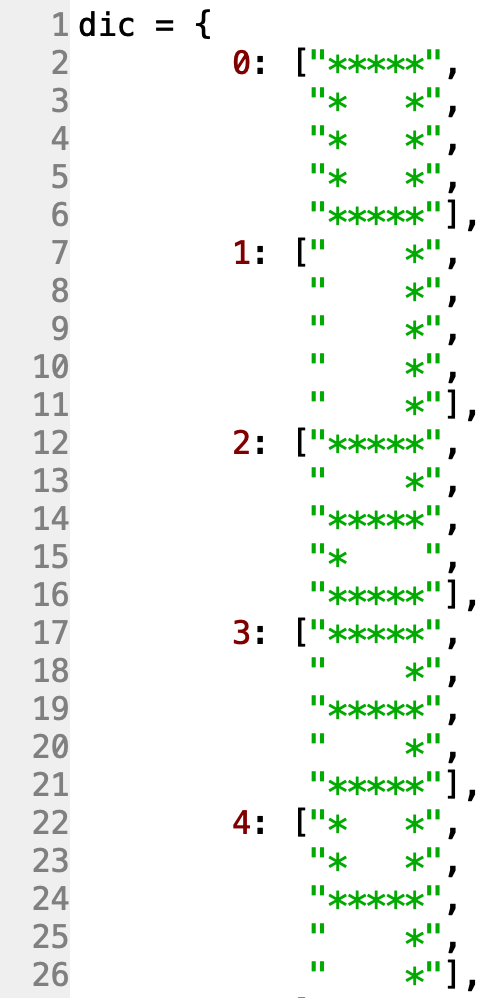 1 dic = {
2         0: ["*****",
3             "*   *",
4             "*   *",
5             "*   *",
6             "*****"],
7         1: ["    *",
8             "    *",
9             "    *",
10             "    *",
11             "    *"],
12         2: ["*****",
13             "    *",
14             "*****",
15             "*    ",
16             "*****"],
17         3: ["*****",
18             "    *",
19             "*****",
20             "    *",
21             "*****"],
22         4: ["*   *",
23             "*   *",
24             "*****",
25             "    *",
26             "    *"],